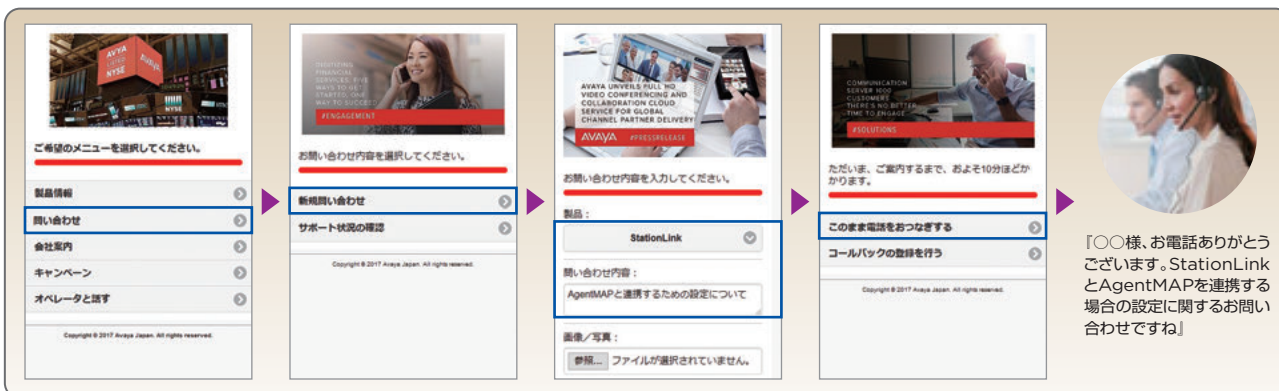 AVYA
LISTED
NYSE
AVAYA
ご希望のメニューを選択してください。
製品情報
問い合わせ
会社案内
キャンペーン
オペレータと話す
Copyright © 2017 Avaya Japan. All rights reserved.
DIGITIZING
FINANCIAL
SERVICES: FIVE
WAYS TO GET
STARTED, ONE
WAY TO SUCCEED
#ENGAGEMENT
お問い合わせ内容を選択してください。
新規問い合わせ
サポート状況の確認
Copyright © 2017 Avaya Japan. All rights reserved.
AVAYA UNVEILS FULL HD
VIDEO CONFERENCING AND
COLLABORATION CLOUD
SERVICE FOR GLOBAL
CHANNEL PARTNER DELIVERY
AVAYA #PRESSRELEASE
お問い合わせ内容を入力してください。
製品：
StationLink
問い合わせ内容：
AgentMAPと連携するための設定について
画像／写真：
参照... ファイルが選択されていません。
COMMUNICATION
SERVER 1000
CUSTOMERS
THERE'S NO BETTER
TIME TO ENGAGE
#SOLUTIONS
ただいま、ご案内するまで、およそ10分ほどか
かります。
このまま電話をおつなぎする
コールバックの登録を行う
Copyright © 2017 Avaya Japan. All rights reserved.
『○○様、お電話ありがとう
ございます。StationLink
とAgentMAPを連携する
場合の設定に関するお問い
合わせですね』